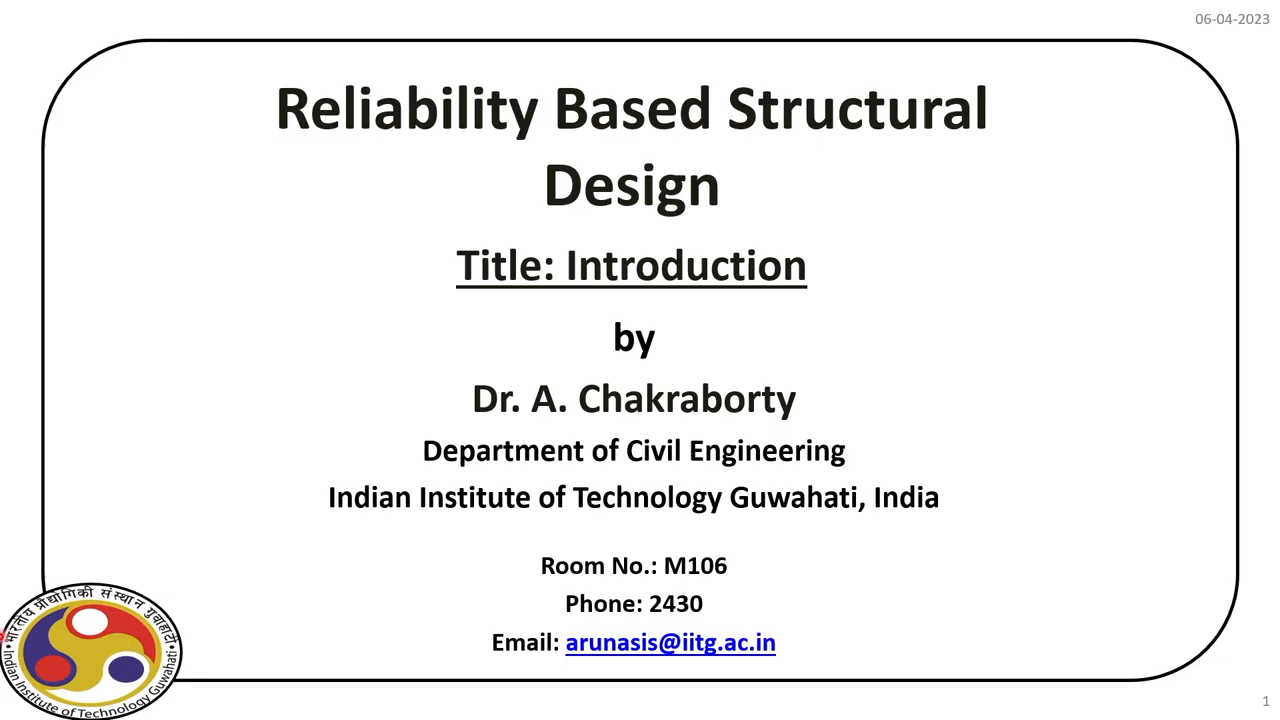 06-04-2023
Reliability Based Structural
Design
Title: Introduction
by
Dr. A. Chakraborty
Department of Civil Engineering
Indian Institute of Technology Guwahati, India
Room No.: M106
Phone: 2430
Email: arunasis@iitg.ac.in
भारतीय प्रौद्योगिकी संस्थान गुवाहाटी
Indian Institute of Technology Guwahati
1